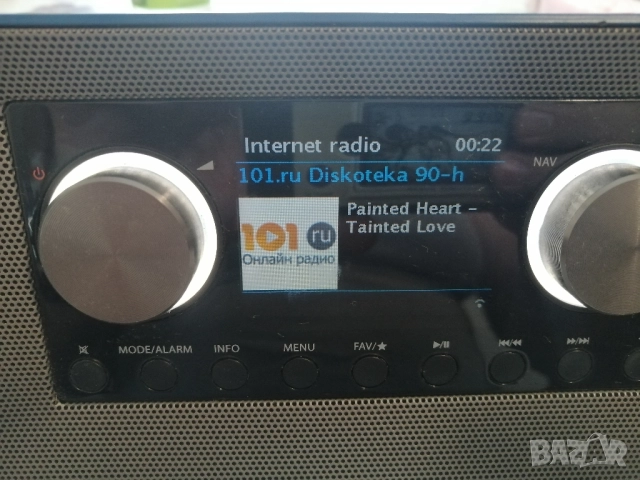 Internet radio 00:22
NAV
101.ru Diskoteka 90-h
Painted Heart -
Tainted Love
101 ru
Онлайн радио
MODE/ALARM INFO MENU FAV/★ ▶/II I◀◀/◀◀ ▶▶/▶▶I
BAZAR